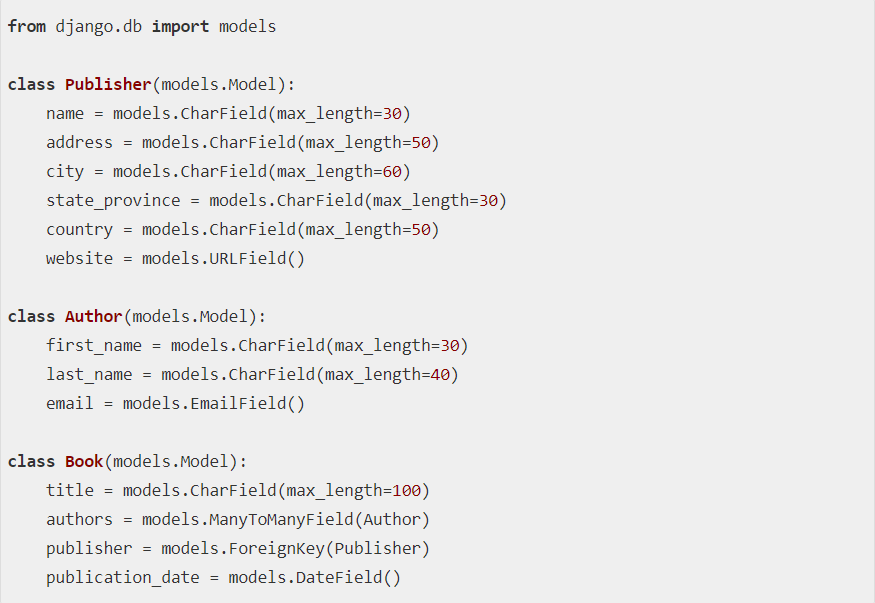 from django.db import models
class Publisher(models.Model):
    name = models.CharField(max_length=30)
    address = models.CharField(max_length=50)
    city = models.CharField(max_length=60)
    state_province = models.CharField(max_length=30)
    country = models.CharField(max_length=50)
    website = models.URLField()
class Author(models.Model):
    first_name = models.CharField(max_length=30)
    last_name = models.CharField(max_length=40)
    email = models.EmailField()
class Book(models.Model):
    title = models.CharField(max_length=100)
    authors = models.ManyToManyField(Author)
    publisher = models.ForeignKey(Publisher)
    publication_date = models.DateField()